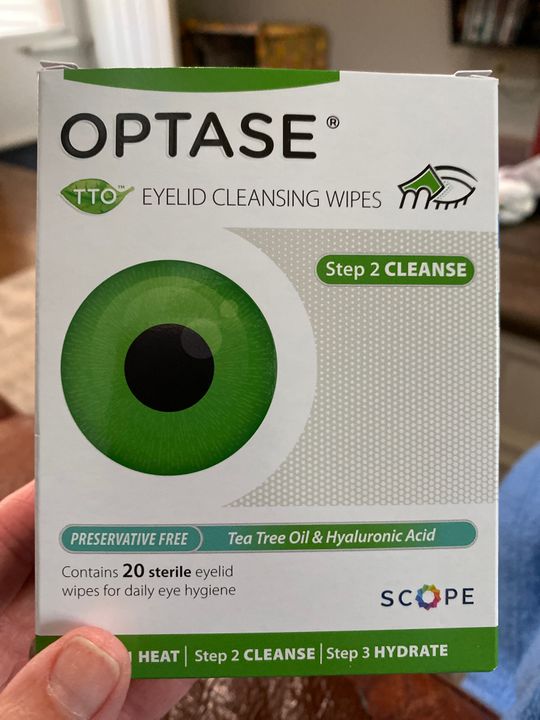 OPTASE®
TTO™ EYELID CLEANSING WIPES
Step 2 CLEANSE
PRESERVATIVE FREE Tea Tree Oil & Hyaluronic Acid
Contains 20 sterile eyelid
wipes for daily eye hygiene
SCOPE
1 HEAT | Step 2 CLEANSE | Step 3 HYDRATE